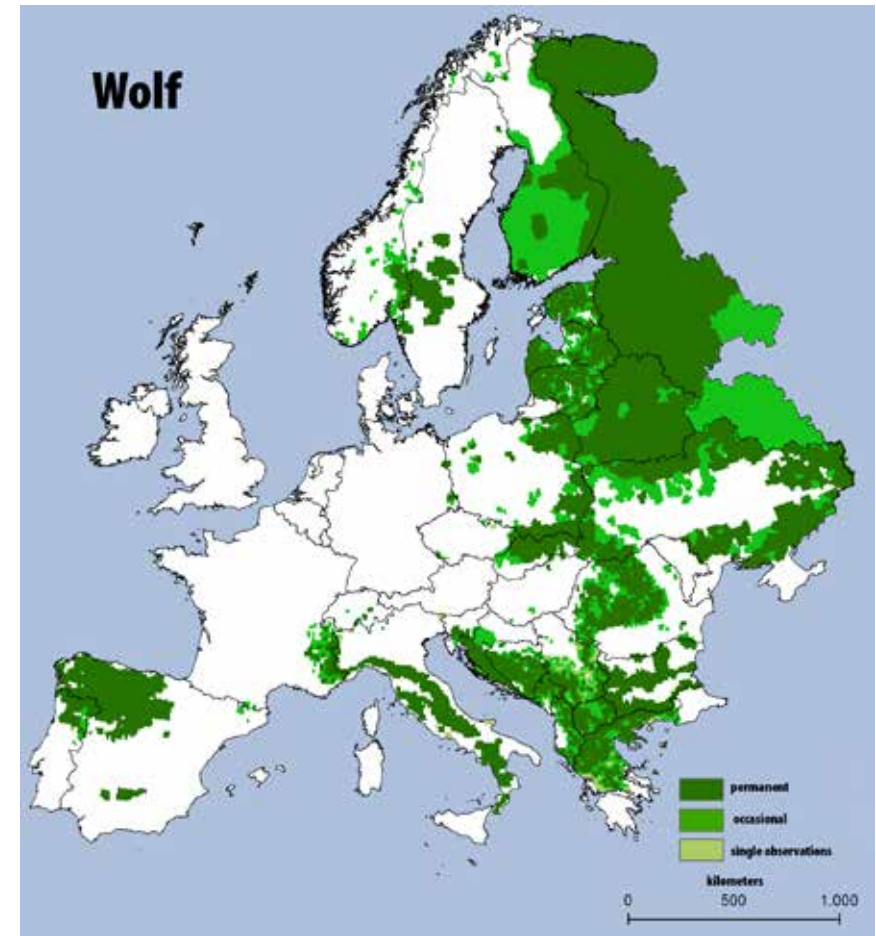 Wolf
permanent
occasional
single observations
kilometers
0 500 1.000